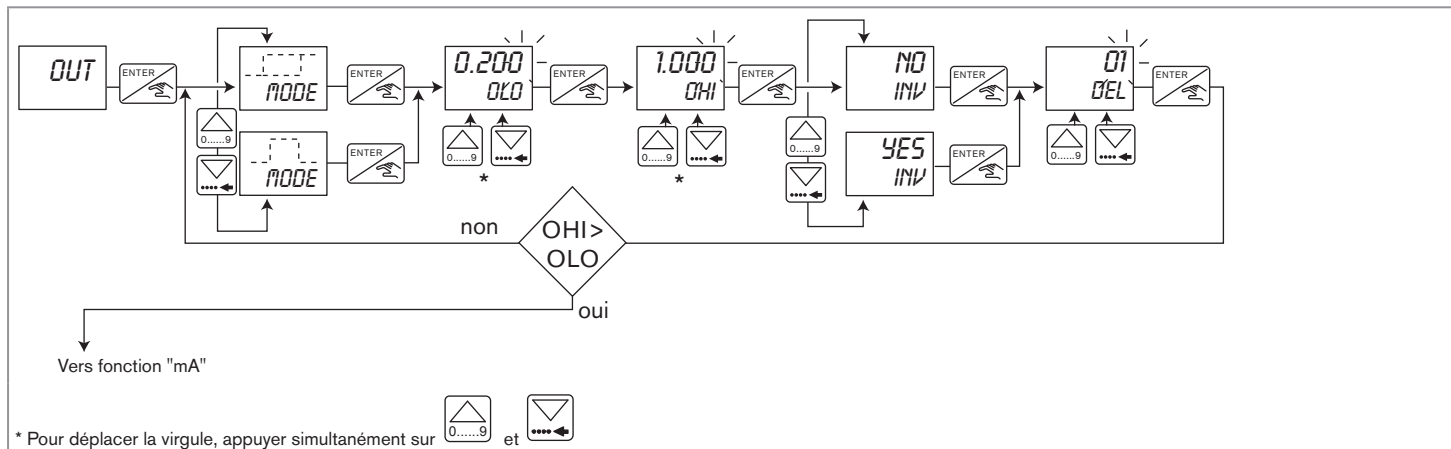 OUT
ENTER
MODE
ENTER
0......9
MODE
ENTER
0.200
OLO
0......9
*
ENTER
1.000
OHI
0......9
*
ENTER
0......9
NO
INV
ENTER
YES
INV
ENTER
01
DEL
0......9
ENTER
non
OHI>
OLO
oui
Vers fonction "mA"
* Pour déplacer la virgule, appuyer simultanément sur 0......9 et